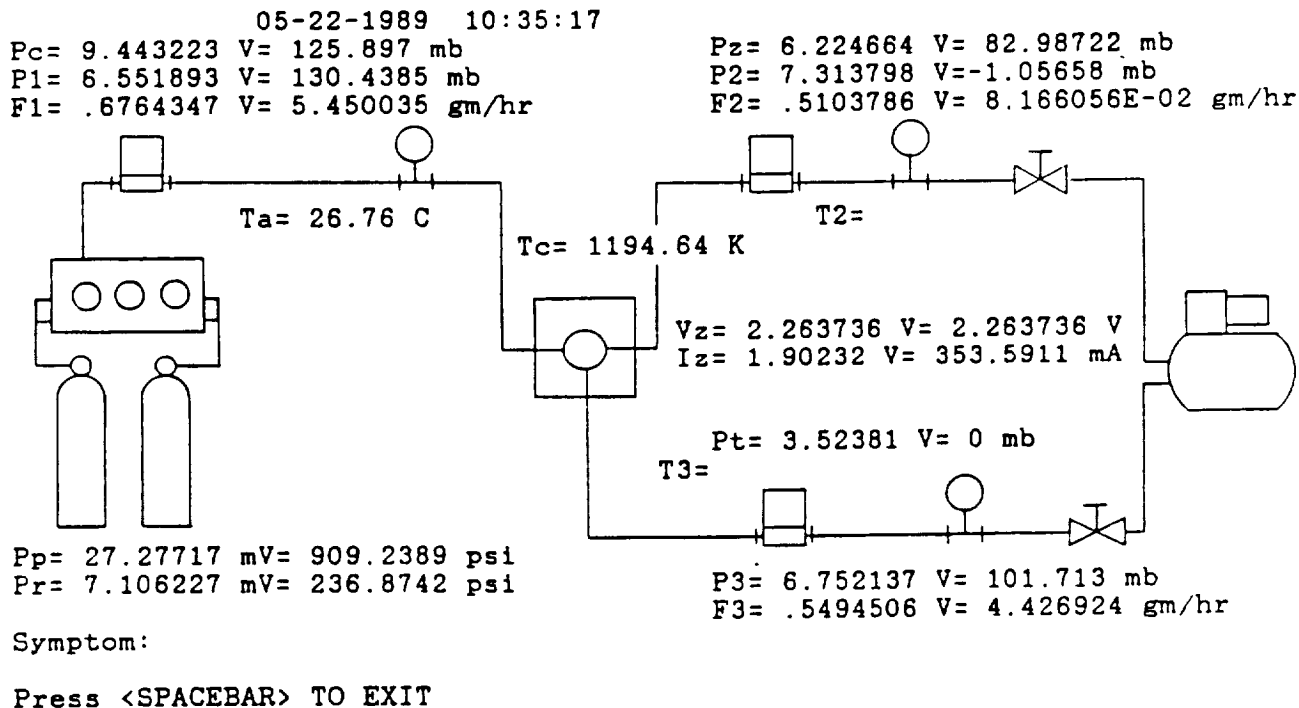 05-22-1989 10:35:17
Pc= 9.443223 V= 125.897 mb
P1= 6.551893 V= 130.4385 mb
F1= .6764347 V= 5.450035 gm/hr
Pz= 6.224664 V= 82.98722 mb
P2= 7.313798 V=-1.05658 mb
F2= .5103786 V= 8.166056E-02 gm/hr
Ta= 26.76 C
T2=
Tc= 1194.64 K
Vz= 2.263736 V= 2.263736 V
Iz= 1.90232 V= 353.5911 mA
Pt= 3.52381 V= 0 mb
T3=
Pp= 27.27717 mV= 909.2389 psi
Pr= 7.106227 mV= 236.8742 psi
P3= 6.752137 V= 101.713 mb
F3= .5494506 V= 4.426924 gm/hr
Symptom:
Press <SPACEBAR> TO EXIT